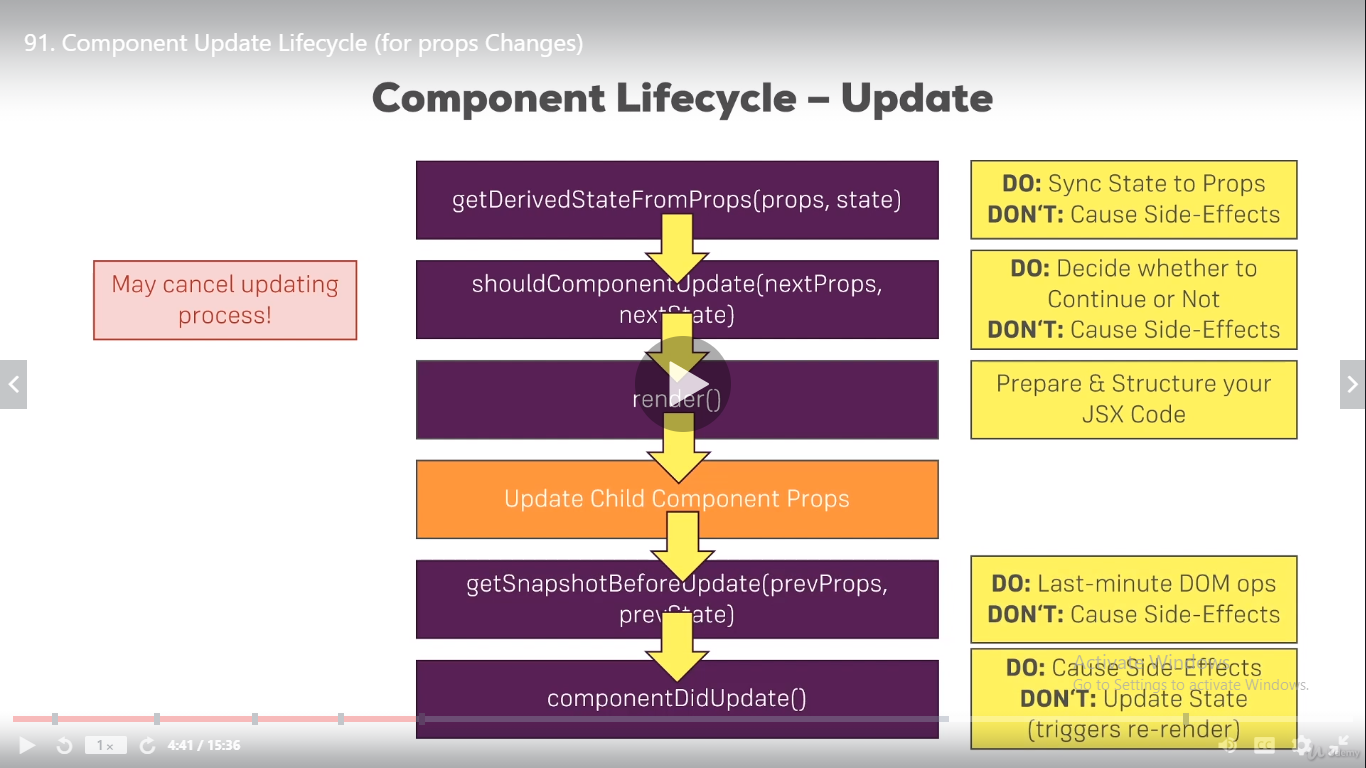 91. Component Update Lifecycle (for props Changes)
Component Lifecycle – Update
getDerivedStateFromProps(props, state)
DO: Sync State to Props
DON'T: Cause Side-Effects
May cancel updating
process!
shouldComponentUpdate(nextProps,
nextState)
DO: Decide whether to
Continue or Not
DON'T: Cause Side-Effects
render()
Prepare & Structure your
JSX Code
Update Child Component Props
getSnapshotBeforeUpdate(prevProps,
prevState)
DO: Last-minute DOM ops
DON'T: Cause Side-Effects
componentDidUpdate()
DO: Cause Side-Effects
DON'T: Update State
(triggers re-render)
Activate Windows
Go to Settings to activate Windows.
1×
4:41 / 15:36
CC
Udemy